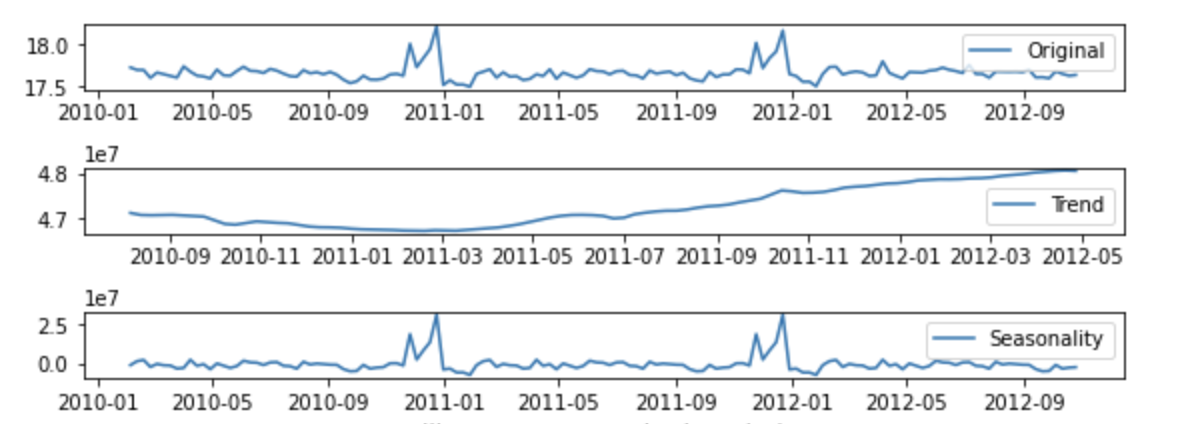 18.0
17.5
Original
2010-01 2010-05 2010-09 2011-01 2011-05 2011-09 2012-01 2012-05 2012-09
1e7
4.8
4.7
Trend
2010-09 2010-11 2011-01 2011-03 2011-05 2011-07 2011-09 2011-11 2012-01 2012-03 2012-05
1e7
2.5
0.0
Seasonality
2010-01 2010-05 2010-09 2011-01 2011-05 2011-09 2012-01 2012-05 2012-09